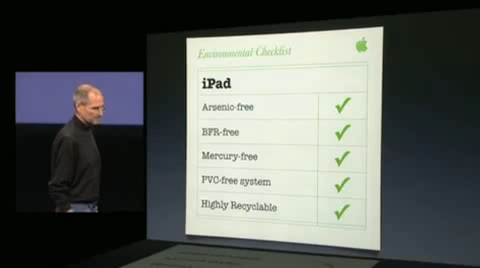 Environmental Checklist
iPad
Arsenic-free
BFR-free
Mercury-free
PVC-free system
Highly Recyclable